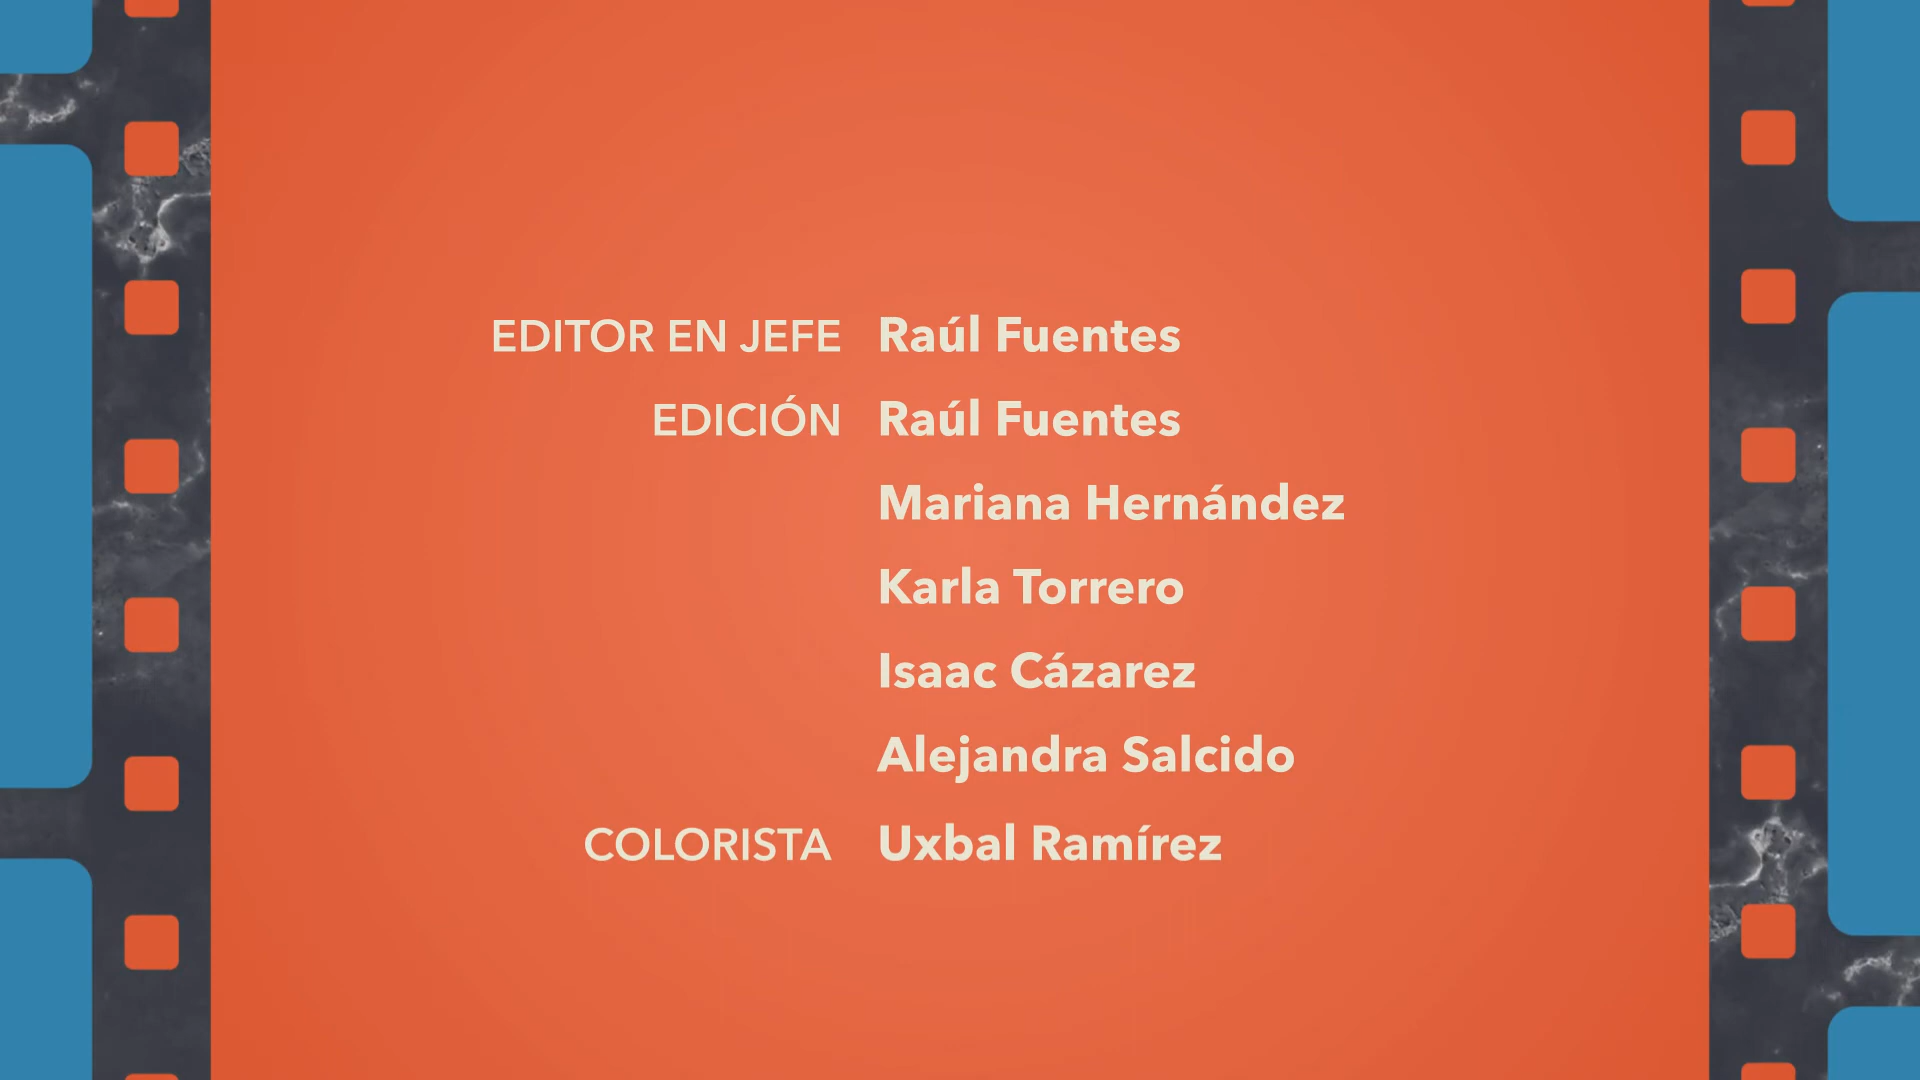 EDITOR EN JEFE Raúl Fuentes
EDICIÓN Raúl Fuentes
Mariana Hernández
Karla Torrero
Isaac Cázarez
Alejandra Salcido
COLORISTA Uxbal Ramírez